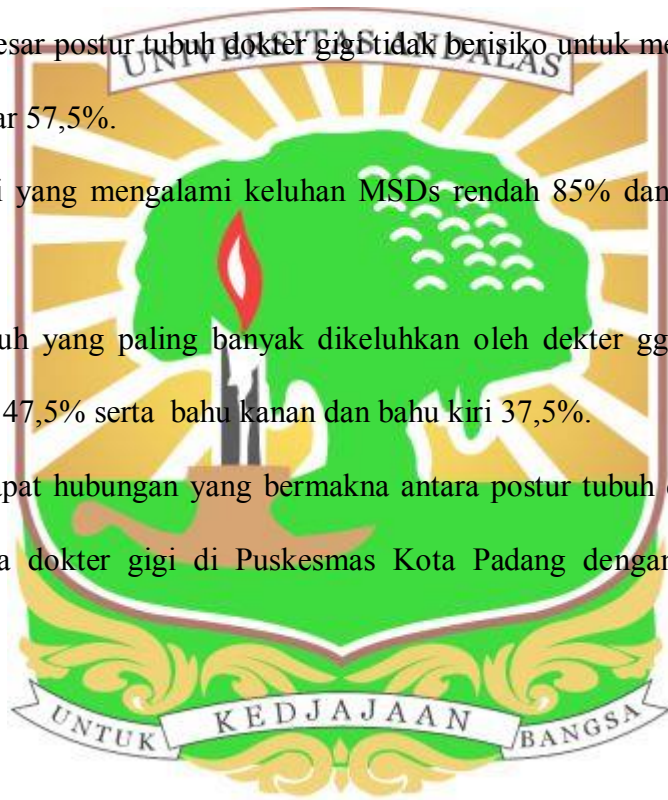 esar postur tubuh dokter gigi tidak berisiko untuk me
UNIVERSITAS ANDALAS
ar 57,5%.
i yang mengalami keluhan MSDs rendah 85% dan
uh yang paling banyak dikeluhkan oleh dekter gg
47,5% serta bahu kanan dan bahu kiri 37,5%.
apat hubungan yang bermakna antara postur tubuh
a dokter gigi di Puskesmas Kota Padang dengan
UNTUK KEDJAJAAN BANGSA